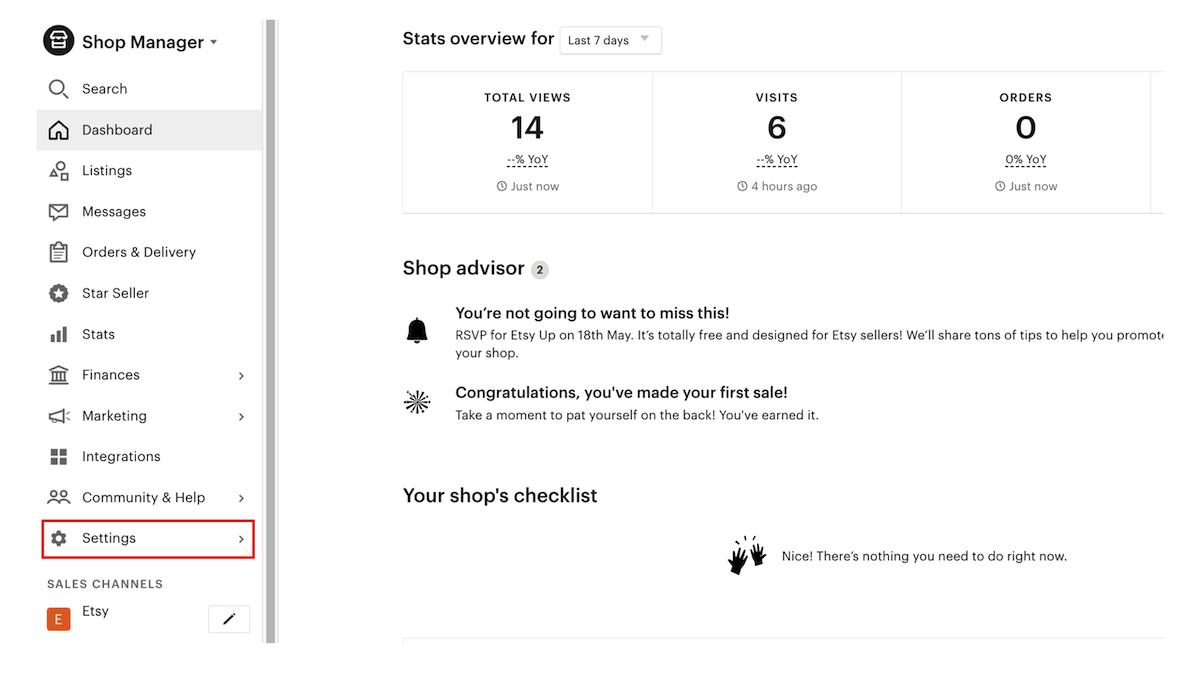 Shop Manager
Search
Dashboard
Listings
Messages
Orders & Delivery
Star Seller
Stats
Finances
Marketing
Integrations
Community & Help
Settings
SALES CHANNELS
E
Etsy
Stats overview for Last 7 days
TOTAL VIEWS
14
--% YoY
Just now
VISITS
6
--% YoY
4 hours ago
ORDERS
0
0% YoY
Just now
Shop advisor 2
You’re not going to want to miss this!
RSVP for Etsy Up on 18th May. It’s totally free and designed for Etsy sellers! We’ll share tons of tips to help you promote
your shop.
Congratulations, you've made your first sale!
Take a moment to pat yourself on the back! You've earned it.
Your shop's checklist
Nice! There’s nothing you need to do right now.